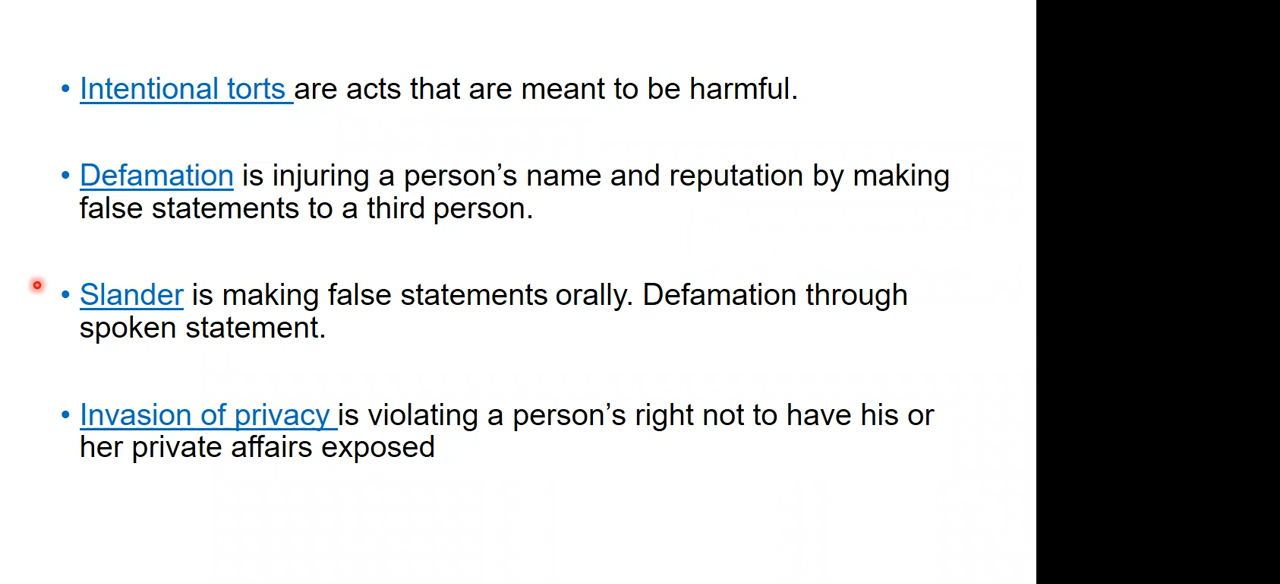 • Intentional torts are acts that are meant to be harmful.
• Defamation is injuring a person’s name and reputation by making
false statements to a third person.
• Slander is making false statements orally. Defamation through
spoken statement.
• Invasion of privacy is violating a person’s right not to have his or
her private affairs exposed